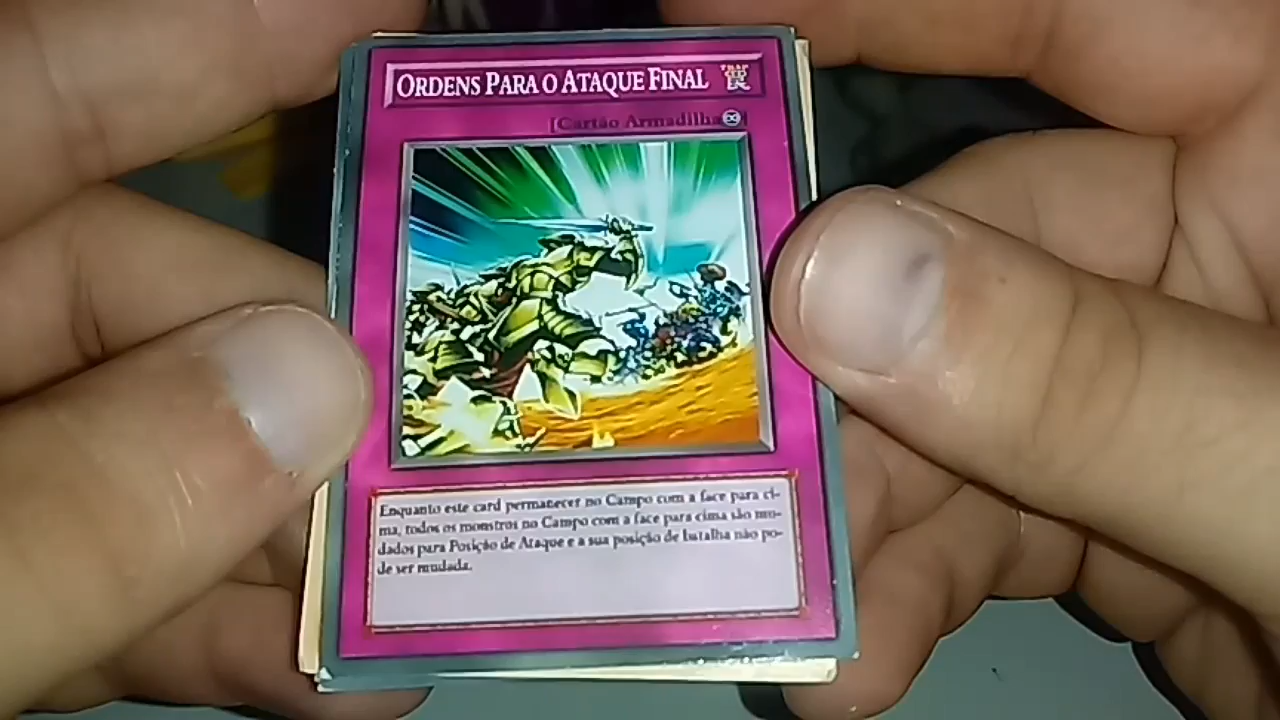 ORDENS PARA O ATAQUE FINAL
TRAP
[Cartão Armadilha]
Enquanto este card permanecer no Campo com a face para ci-
ma, todos os monstros no Campo com a face para cima são mu-
dados para Posição de Ataque e a sua posição de batalha não po-
de ser mudada.